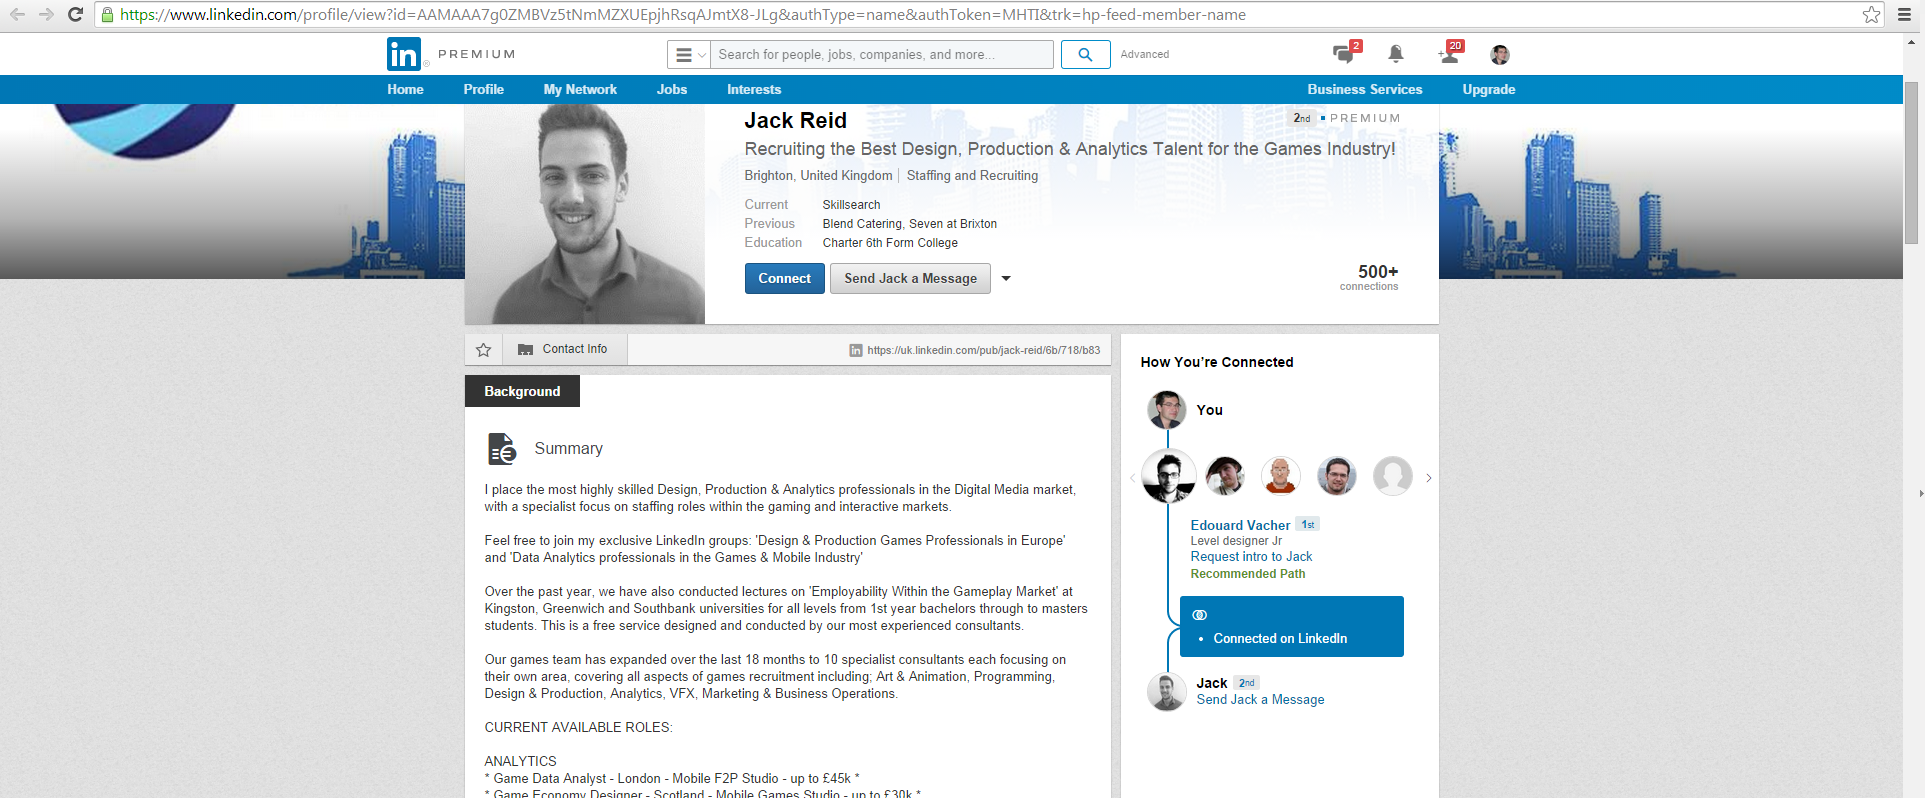 https://www.linkedin.com/profile/view?id=AAMAAA7g0ZMBVz5tNmMZXUEpjhRsqAJmtX8-JLg&authType=name&authToken=MHTI&trk=hp-feed-member-name
in PREMIUM
Search for people, jobs, companies, and more...
Advanced
2
20
Home Profile My Network Jobs Interests Business Services Upgrade
Jack Reid
2nd PREMIUM
Recruiting the Best Design, Production & Analytics Talent for the Games Industry!
Brighton, United Kingdom | Staffing and Recruiting
Current Skillsearch
Previous Blend Catering, Seven at Brixton
Education Charter 6th Form College
Connect Send Jack a Message
500+
connections
Contact Info
in https://uk.linkedin.com/pub/jack-reid/6b/718/b83
Background
Summary
I place the most highly skilled Design, Production & Analytics professionals in the Digital Media market,
with a specialist focus on staffing roles within the gaming and interactive markets.
Feel free to join my exclusive LinkedIn groups: 'Design & Production Games Professionals in Europe'
and 'Data Analytics professionals in the Games & Mobile Industry'
Over the past year, we have also conducted lectures on 'Employability Within the Gameplay Market' at
Kingston, Greenwich and Southbank universities for all levels from 1st year bachelors through to masters
students. This is a free service designed and conducted by our most experienced consultants.
Our games team has expanded over the last 18 months to 10 specialist consultants each focusing on
their own area, covering all aspects of games recruitment including; Art & Animation, Programming,
Design & Production, Analytics, VFX, Marketing & Business Operations.
CURRENT AVAILABLE ROLES:
ANALYTICS
* Game Data Analyst - London - Mobile F2P Studio - up to £45k *
* Game Economy Designer - Scotland - Mobile Games Studio - up to £30k *
How You're Connected
You
Edouard Vacher 1st
Level designer Jr
Request intro to Jack
Recommended Path
• Connected on LinkedIn
Jack 2nd
Send Jack a Message